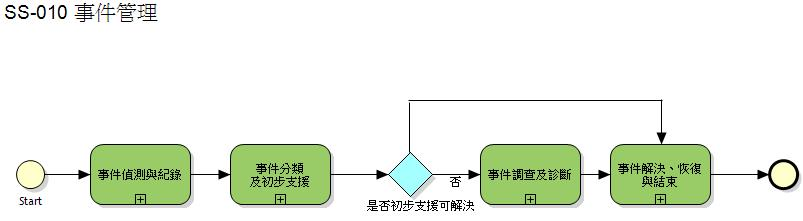 SS-010 事件管理
Start
事件偵測與紀錄
事件分類
及初步支援
是否初步支援可解決
否
事件調查及診斷
事件解決、恢復
與結束